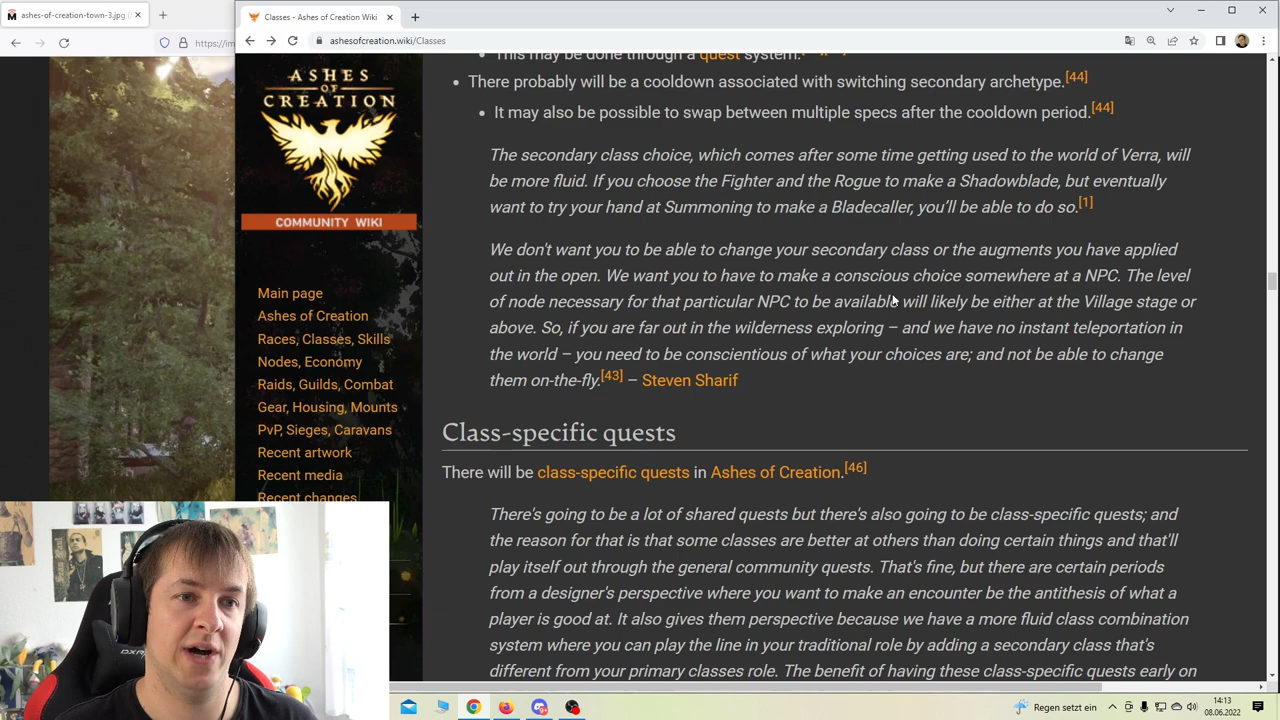 ashes-of-creation-town-3.jpg (
Classes - Ashes of Creation Wiki
https://im
ashesofcreation.wiki/Classes
ASHES
OF
CREATION
COMMUNITY WIKI
Main page
Ashes of Creation
Races, Classes, Skills
Nodes, Economy
Raids, Guilds, Combat
Gear, Housing, Mounts
PvP, Sieges, Caravans
Recent artwork
Recent media
Recent changes
This may be done through a quest system.
There probably will be a cooldown associated with switching secondary archetype.[44]
It may also be possible to swap between multiple specs after the cooldown period.[44]
The secondary class choice, which comes after some time getting used to the world of Verra, will
be more fluid. If you choose the Fighter and the Rogue to make a Shadowblade, but eventually
want to try your hand at Summoning to make a Bladecaller, you’ll be able to do so.[1]
We don't want you to be able to change your secondary class or the augments you have applied
out in the open. We want you to have to make a conscious choice somewhere at a NPC. The level
of node necessary for that particular NPC to be available will likely be either at the Village stage or
above. So, if you are far out in the wilderness exploring – and we have no instant teleportation in
the world – you need to be conscientious of what your choices are; and not be able to change
them on-the-fly.[43] – Steven Sharif
Class-specific quests
There will be class-specific quests in Ashes of Creation.[46]
There's going to be a lot of shared quests but there's also going to be class-specific quests; and
the reason for that is that some classes are better at others than doing certain things and that'll
play itself out through the general community quests. That's fine, but there are certain periods
from a designer's perspective where you want to make an encounter be the antithesis of what a
player is good at. It also gives them perspective because we have a more fluid class-combination
system where you can play the line in your traditional role by adding a secondary class that's
different from your primary classes role. The benefit of having these class-specific quests early on
Regen setzt ein
14:13
08.06.2022